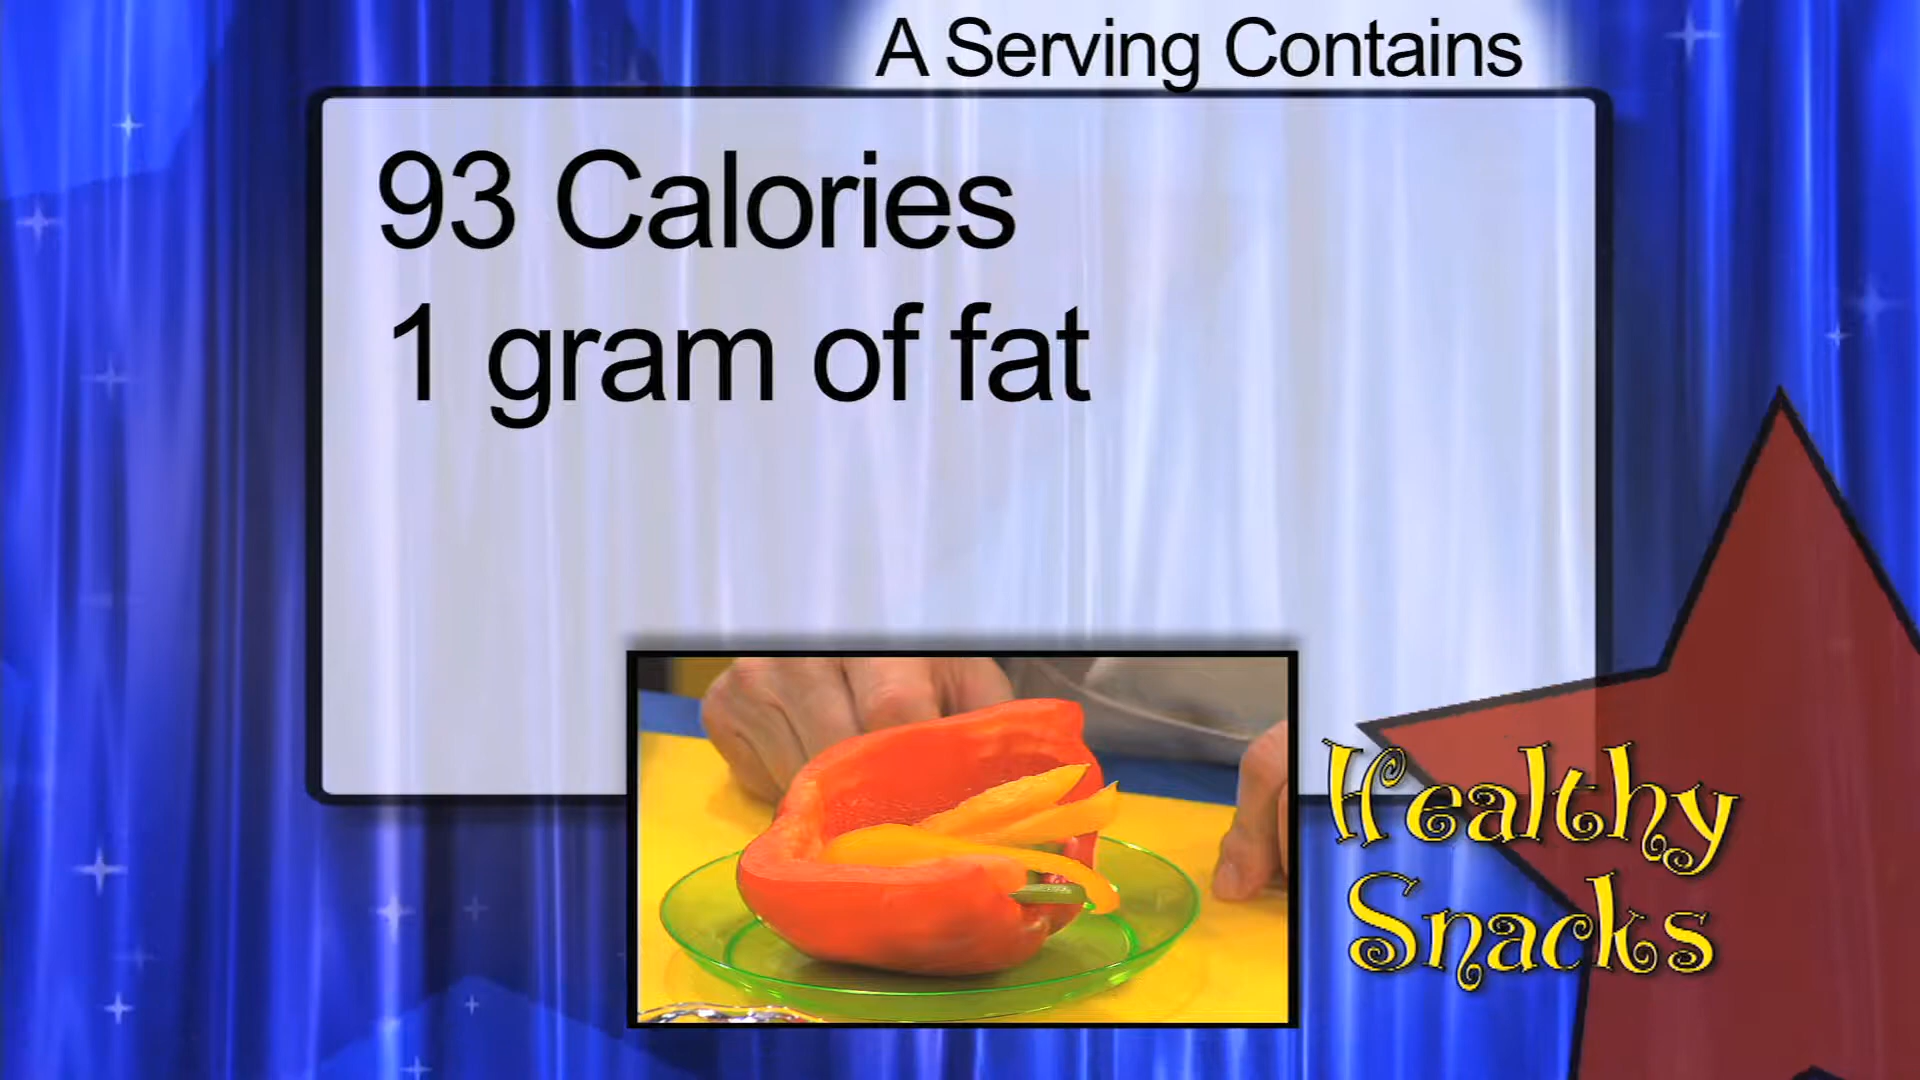 A Serving Contains
93 Calories
1 gram of fat
Healthy
Snacks